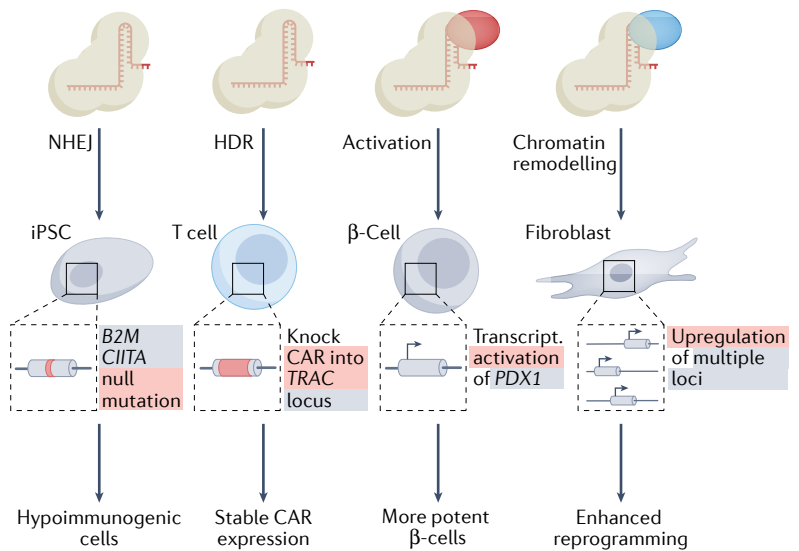 NHEJ
HDR
Activation
Chromatin
remodelling
iPSC
T cell
β-Cell
Fibroblast
B2M
CIITA
null
mutation
Knock
CAR into
TRAC
locus
Transcript.
activation
of PDX1
Upregulation
of multiple
loci
Hypoimmunogenic
cells
Stable CAR
expression
More potent
β-cells
Enhanced
reprogramming